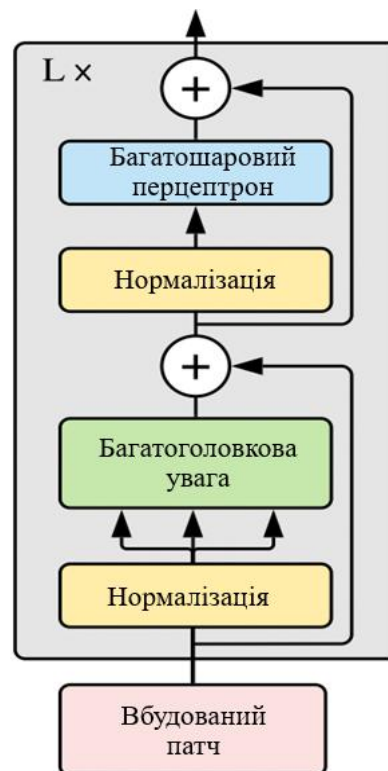 L ×
+
Багатошаровий
перцептрон
Нормалізація
+
Багатоголовкова
увага
Нормалізація
Вбудований
патч